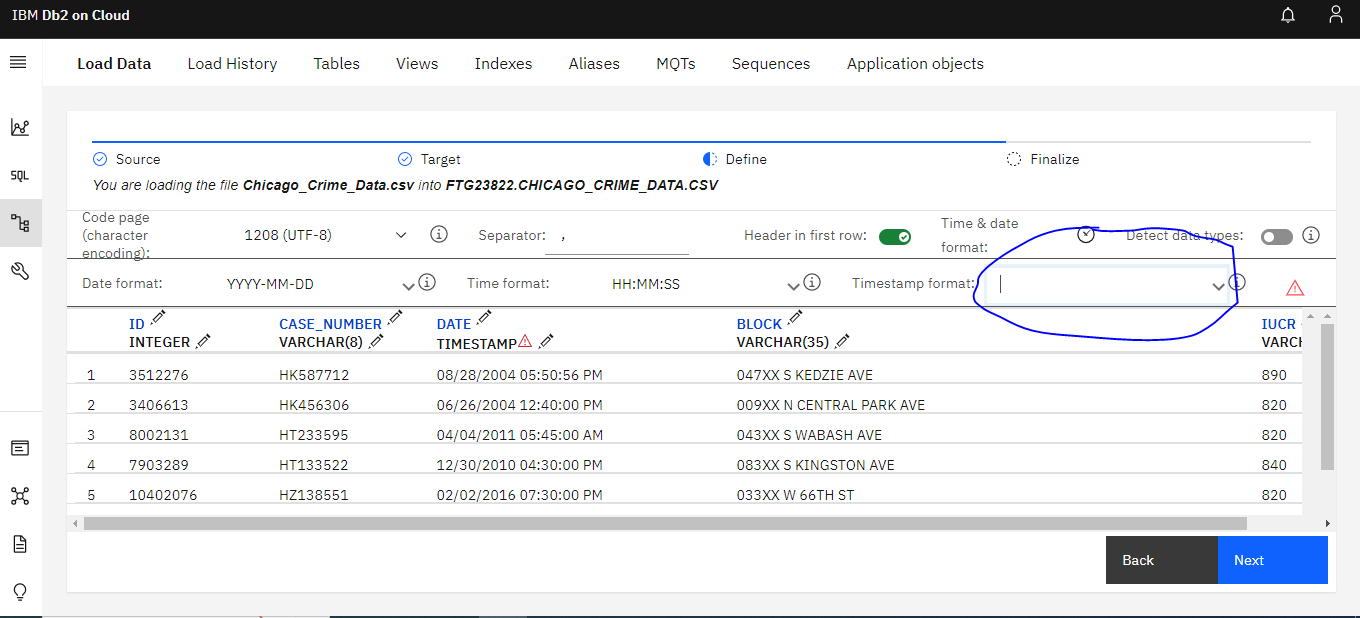 IBM Db2 on Cloud
Load Data Load History Tables Views Indexes Aliases MQTs Sequences Application objects
SQL
Source Target Define Finalize
You are loading the file Chicago_Crime_Data.csv into FTG23822.CHICAGO_CRIME_DATA.CSV
Code page (character encoding): 1208 (UTF-8) Separator: , Header in first row: Time & date format: Detect data types:
Date format: YYYY-MM-DD Time format: HH:MM:SS Timestamp format:
ID CASE_NUMBER DATE BLOCK IUCR
INTEGER VARCHAR(8) TIMESTAMP VARCHAR(35) VARCH
1 3512276 HK587712 08/28/2004 05:50:56 PM 047XX S KEDZIE AVE 890
2 3406613 HK456306 06/26/2004 12:40:00 PM 009XX N CENTRAL PARK AVE 820
3 8002131 HT233595 04/04/2011 05:45:00 AM 043XX S WABASH AVE 820
4 7903289 HT133522 12/30/2010 04:30:00 PM 083XX S KINGSTON AVE 840
5 10402076 HZ138551 02/02/2016 07:30:00 PM 033XX W 66TH ST 820
Back Next